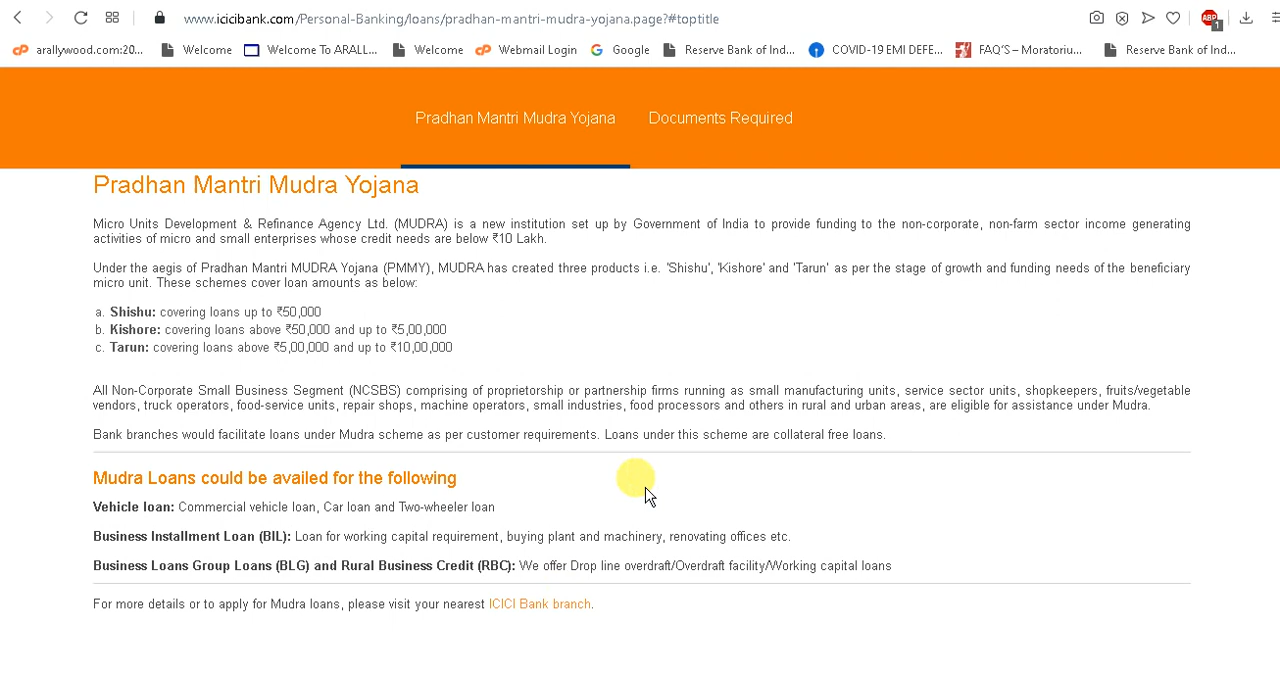 www.icicibank.com/Personal-Banking/loans/pradhan-mantri-mudra-yojana.page?#toptitle
ABP
1
cP arallywood.com:20... Welcome Welcome To ARALL... Welcome cP Webmail Login G Google Reserve Bank of Ind... COVID-19 EMI DEFE... FAQ'S – Moratoriu... Reserve Bank of Ind...
Pradhan Mantri Mudra Yojana Documents Required
Pradhan Mantri Mudra Yojana
Micro Units Development & Refinance Agency Ltd. (MUDRA) is a new institution set up by Government of India to provide funding to the non-corporate, non-farm sector income generating
activities of micro and small enterprises whose credit needs are below ₹10 Lakh.
Under the aegis of Pradhan Mantri MUDRA Yojana (PMMY), MUDRA has created three products i.e. 'Shishu', 'Kishore' and 'Tarun' as per the stage of growth and funding needs of the beneficiary
micro unit. These schemes cover loan amounts as below:
a. Shishu: covering loans up to ₹50,000
b. Kishore: covering loans above ₹50,000 and up to ₹5,00,000
c. Tarun: covering loans above ₹5,00,000 and up to ₹10,00,000
All Non-Corporate Small Business Segment (NCSBS) comprising of proprietorship or partnership firms running as small manufacturing units, service sector units, shopkeepers, fruits/vegetable
vendors, truck operators, food-service units, repair shops, machine operators, small industries, food processors and others in rural and urban areas, are eligible for assistance under Mudra.
Bank branches would facilitate loans under Mudra scheme as per customer requirements. Loans under this scheme are collateral free loans.
Mudra Loans could be availed for the following
Vehicle loan: Commercial vehicle loan, Car loan and Two-wheeler loan
Business Installment Loan (BIL): Loan for working capital requirement, buying plant and machinery, renovating offices etc.
Business Loans Group Loans (BLG) and Rural Business Credit (RBC): We offer Drop line overdraft/Overdraft facility/Working capital loans
For more details or to apply for Mudra loans, please visit your nearest ICICI Bank branch.